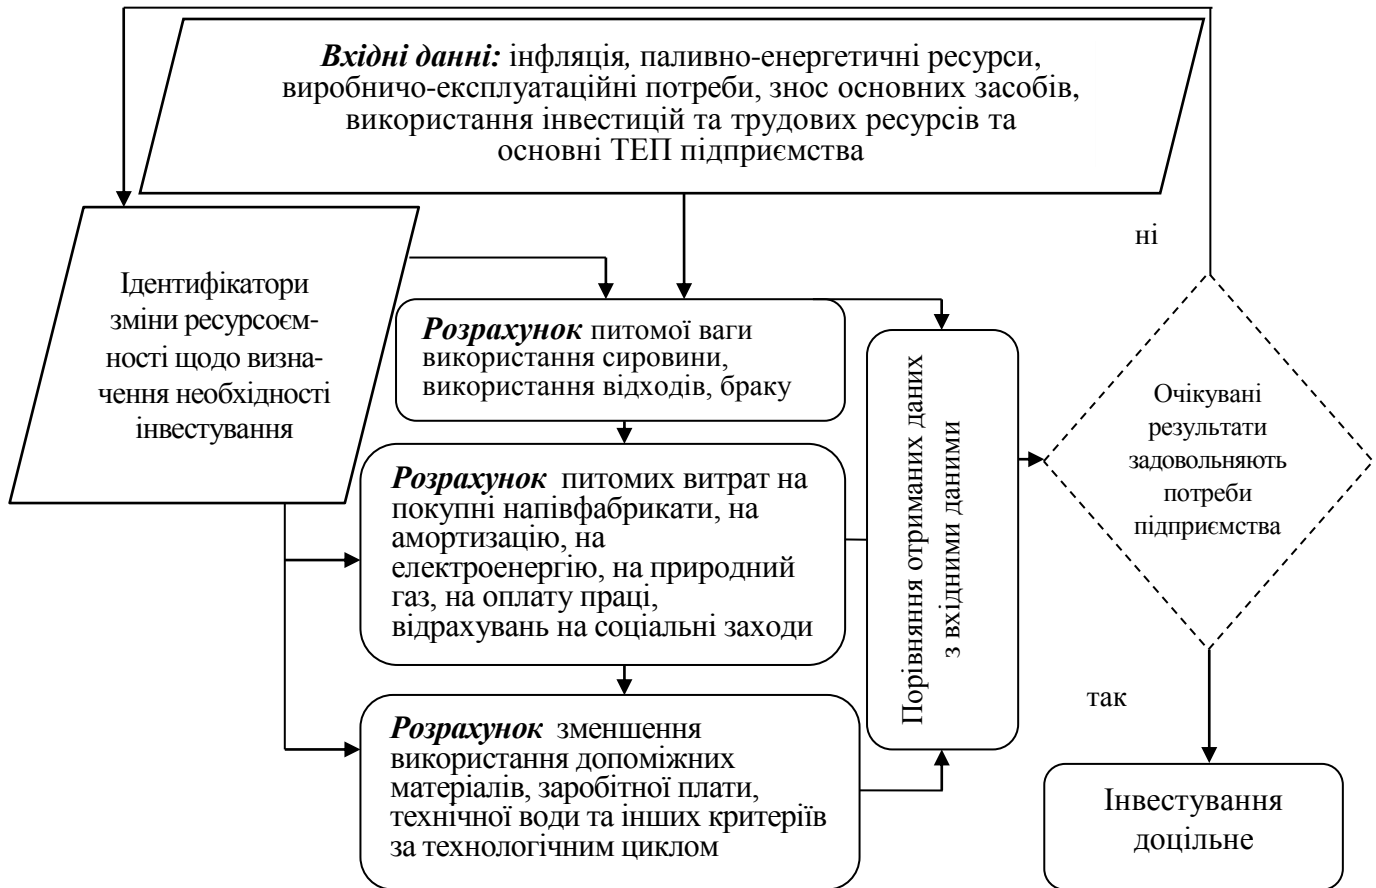 Вхідні данні: інфляція, паливно-енергетичні ресурси,
виробничо-експлуатаційні потреби, знос основних засобів,
використання інвестицій та трудових ресурсів та
основні ТЕП підприємства
ні
Ідентифікатори
зміни ресурсоєм-
ності щодо визна-
чення необхідності
інвестування
Розрахунок питомої ваги
використання сировини,
використання відходів, браку
Розрахунок питомих витрат на
покупні напівфабрикати, на
амортизацію, на
електроенергію, на природний
газ, на оплату праці,
відрахувань на соціальні заходи
Розрахунок зменшення
використання допоміжних
матеріалів, заробітної плати,
технічної води та інших критеріїв
за технологічним циклом
Порівняння отриманих даних
з вхідними даними
Очікувані
результати
задовольняють
потреби
підприємства
так
Інвестування
доцільне